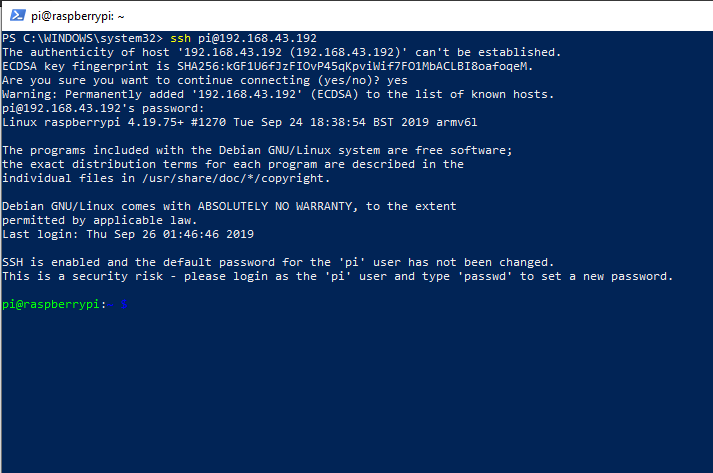 pi@raspberrypi: ~
PS C:\WINDOWS\system32> ssh pi@192.168.43.192
The authenticity of host '192.168.43.192 (192.168.43.192)' can't be established.
ECDSA key fingerprint is SHA256:kGF1U6fJzFIOvP45qKpviWif7FO1MbACLBI8oafoqeM.
Are you sure you want to continue connecting (yes/no)? yes
Warning: Permanently added '192.168.43.192' (ECDSA) to the list of known hosts.
pi@192.168.43.192's password:
Linux raspberrypi 4.19.75+ #1270 Tue Sep 24 18:38:54 BST 2019 armv6l
The programs included with the Debian GNU/Linux system are free software;
the exact distribution terms for each program are described in the
individual files in /usr/share/doc/*/copyright.
Debian GNU/Linux comes with ABSOLUTELY NO WARRANTY, to the extent
permitted by applicable law.
Last login: Thu Sep 26 01:46:46 2019
SSH is enabled and the default password for the 'pi' user has not been changed.
This is a security risk - please login as the 'pi' user and type 'passwd' to set a new password.
pi@raspberrypi:~ $